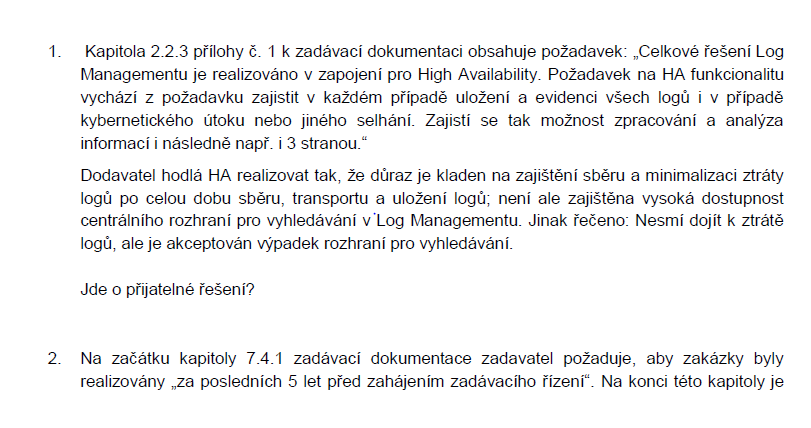 1. Kapitola 2.2.3 přílohy č. 1 k zadávací dokumentaci obsahuje požadavek: „Celkové řešení Log
Managementu je realizováno v zapojení pro High Availability. Požadavek na HA funkcionalitu
vychází z požadavku zajistit v každém případě uložení a evidenci všech logů i v případě
kybernetického útoku nebo jiného selhání. Zajistí se tak možnost zpracování a analýza
informací i následně např. i 3 stranou.“
Dodavatel hodlá HA realizovat tak, že důraz je kladen na zajištění sběru a minimalizaci ztráty
logů po celou dobu sběru, transportu a uložení logů; není ale zajištěna vysoká dostupnost
centrálního rozhraní pro vyhledávání v Log Managementu. Jinak řečeno: Nesmí dojít k ztrátě
logů, ale je akceptován výpadek rozhraní pro vyhledávání.
Jde o přijatelné řešení?
2. Na začátku kapitoly 7.4.1 zadávací dokumentace zadavatel požaduje, aby zakázky byly
realizovány „za posledních 5 let před zahájením zadávacího řízení“. Na konci této kapitoly je